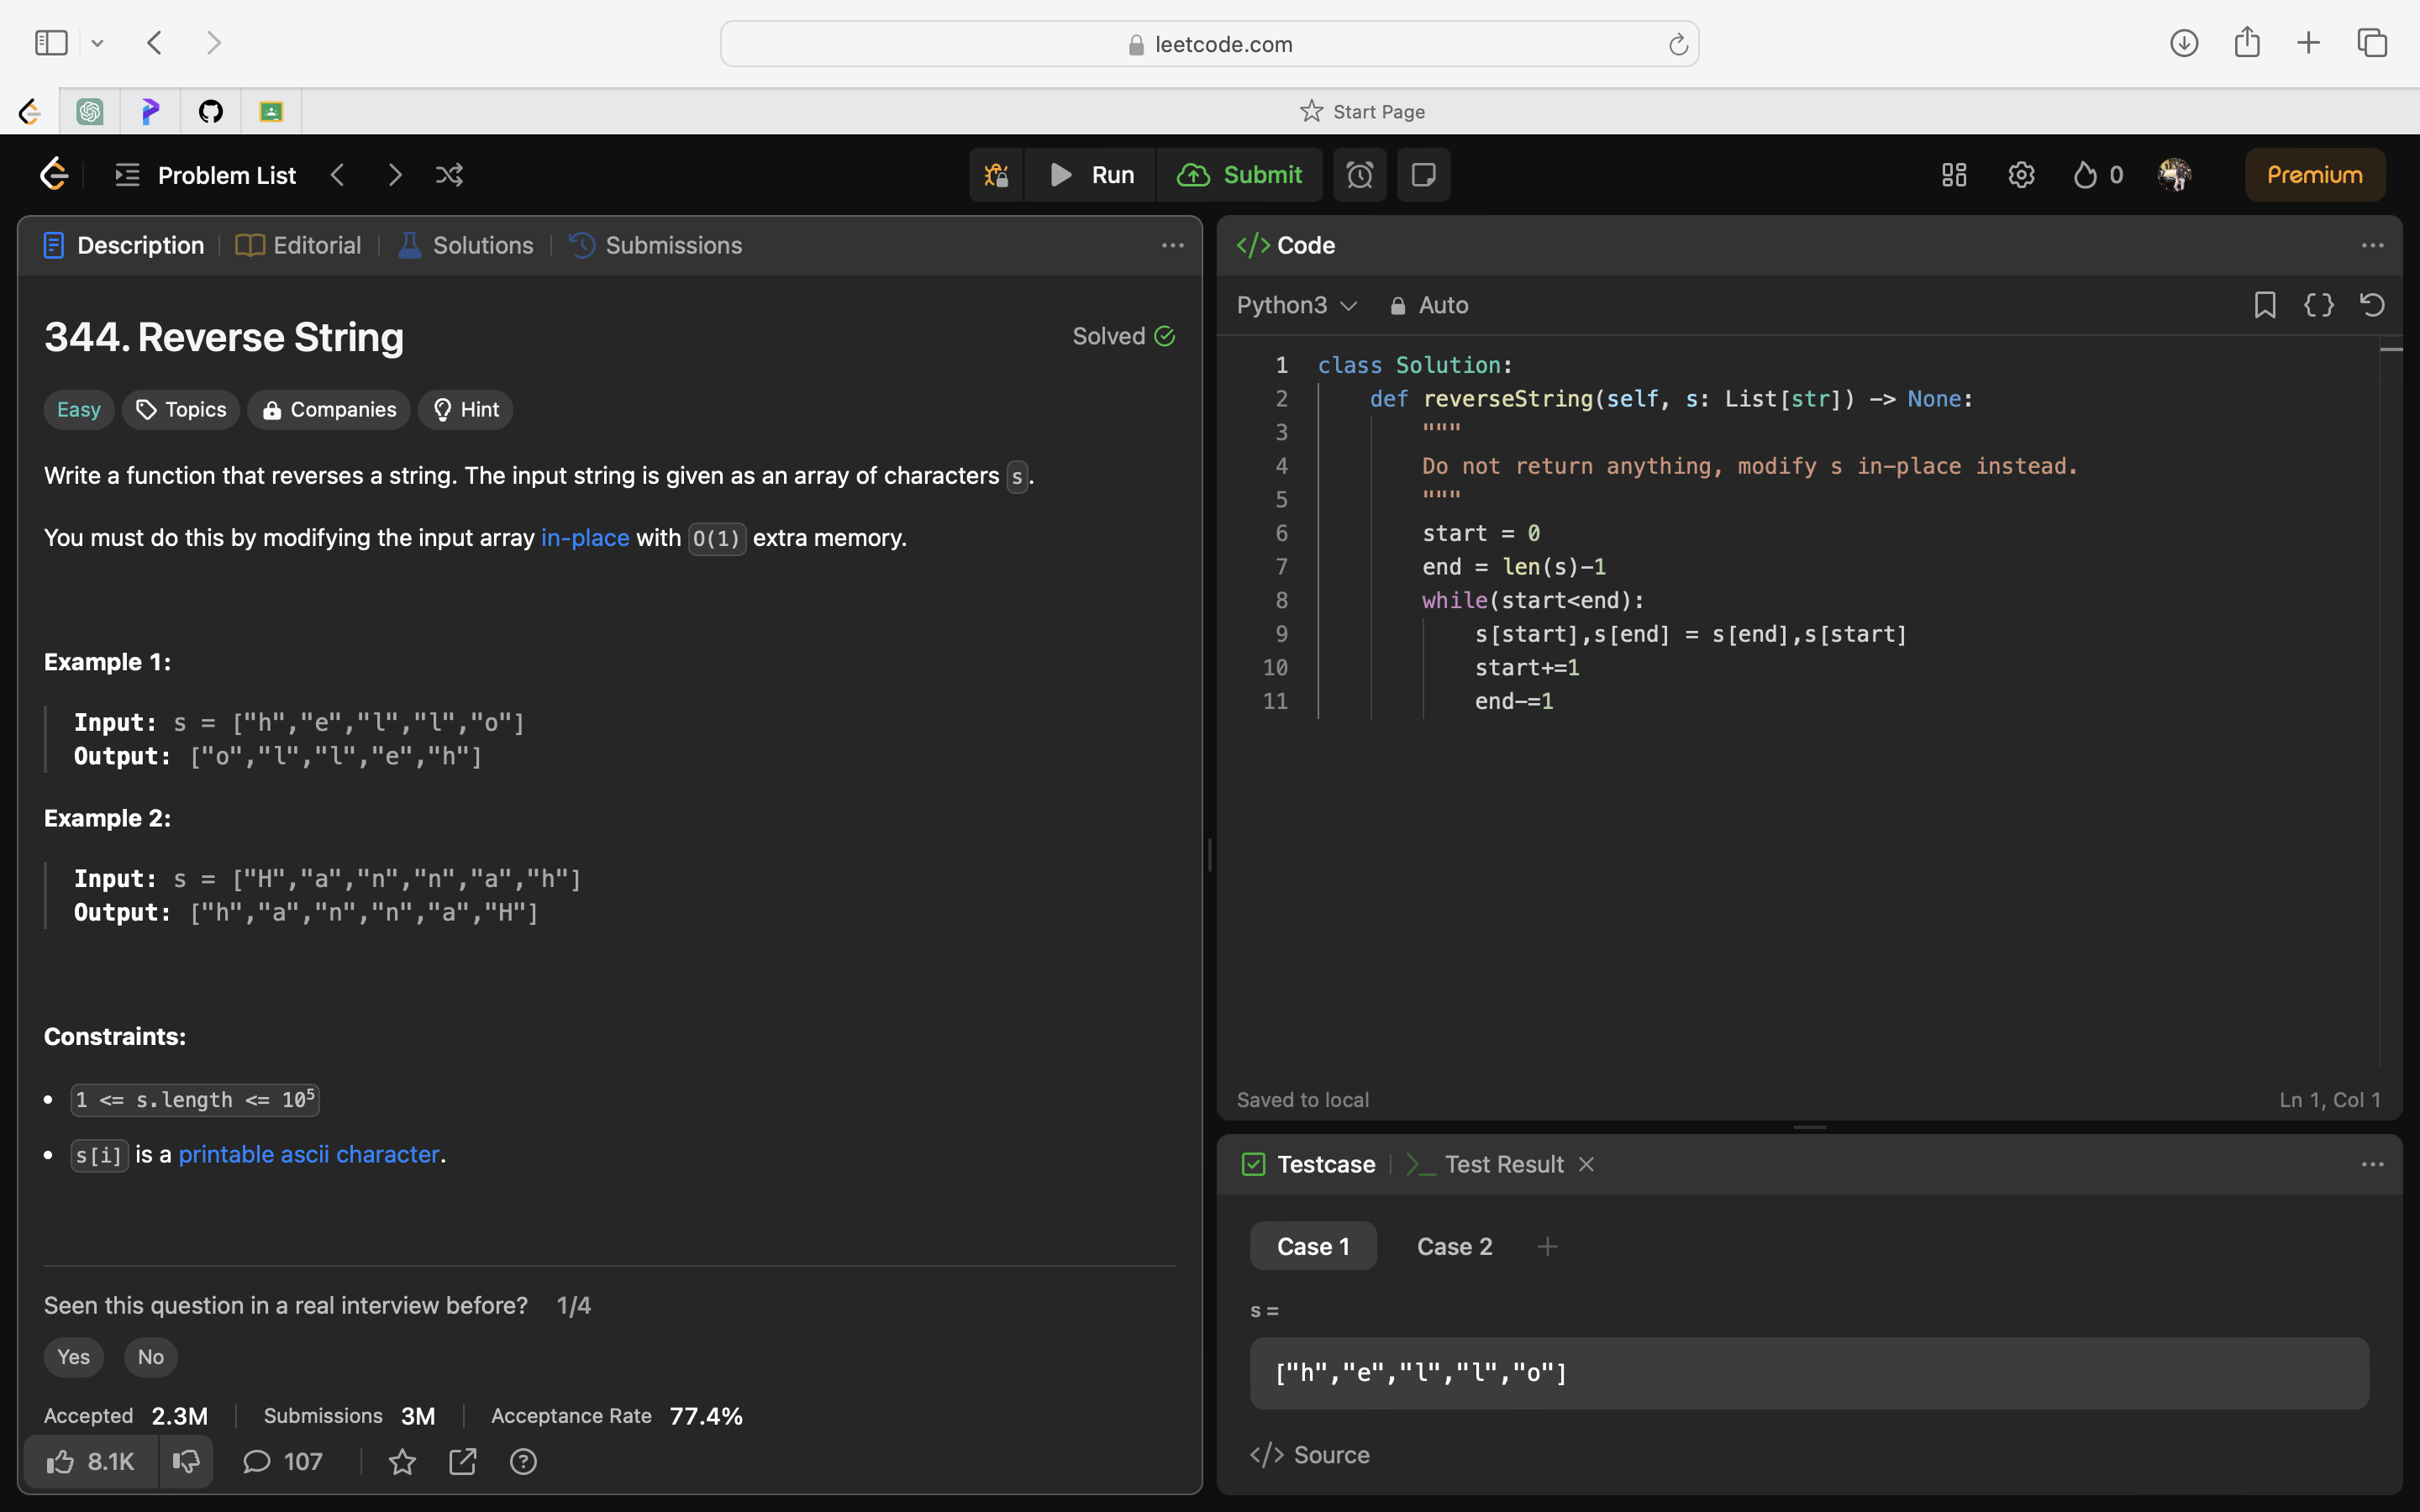 leetcode.com
Start Page
Problem List
Run
Submit
0
Premium
Description
Editorial
Solutions
Submissions
344. Reverse String
Solved
Easy
Topics
Companies
Hint
Write a function that reverses a string. The input string is given as an array of characters s.
You must do this by modifying the input array in-place with O(1) extra memory.
Example 1:
Input: s = ["h","e","l","l","o"]
Output: ["o","l","l","e","h"]
Example 2:
Input: s = ["H","a","n","n","a","h"]
Output: ["h","a","n","n","a","H"]
Constraints:
1 <= s.length <= 10⁵
s[i] is a printable ascii character.
Seen this question in a real interview before? 1/4
Yes
No
Accepted 2.3M
Submissions 3M
Acceptance Rate 77.4%
8.1K
107
</> Code
Python3
Auto
1 class Solution:
2     def reverseString(self, s: List[str]) -> None:
3         """
4         Do not return anything, modify s in-place instead.
5         """
6         start = 0
7         end = len(s)-1
8         while(start<end):
9             s[start],s[end] = s[end],s[start]
10             start+=1
11             end-=1
Saved to local
Ln 1, Col 1
Testcase
Test Result
Case 1
Case 2
s =
["h","e","l","l","o"]
</> Source